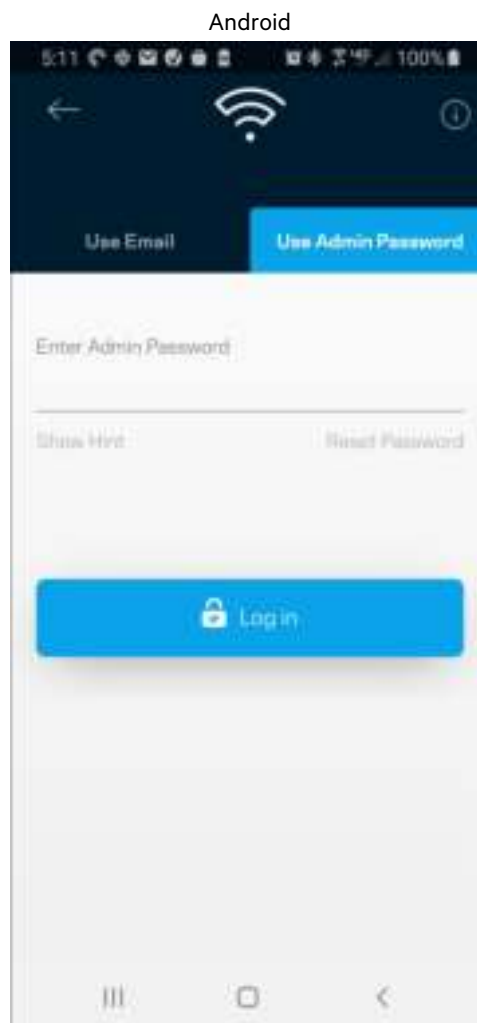 Android
5:11 100%
Use Email Use Admin Password
Enter Admin Password
Show Hint Reset Password
Log in